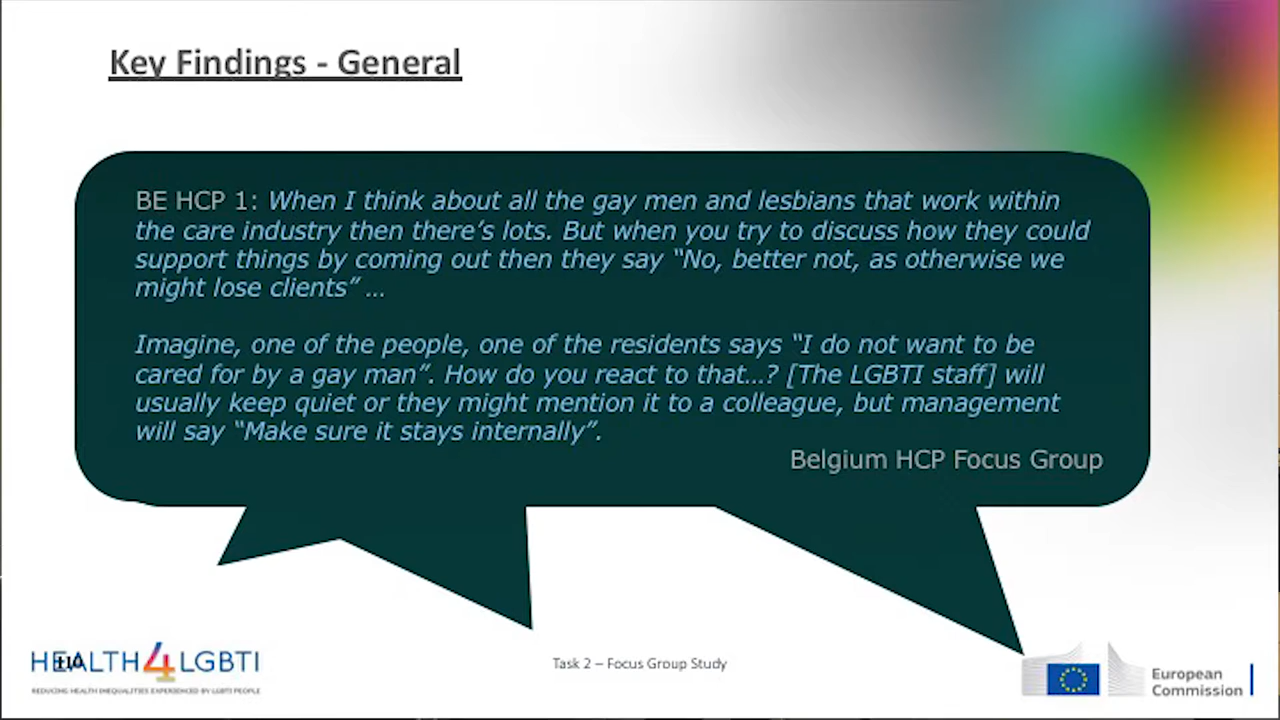 Key Findings - General
BE HCP 1: When I think about all the gay men and lesbians that work within
the care industry then there’s lots. But when you try to discuss how they could
support things by coming out then they say “No, better not, as otherwise we
might lose clients” …
Imagine, one of the people, one of the residents says “I do not want to be
cared for by a gay man”. How do you react to that…? [The LGBTI staff] will
usually keep quiet or they might mention it to a colleague, but management
will say “Make sure it stays internally”.
Belgium HCP Focus Group
HEALTH4LGBTI
REDUCING HEALTH INEQUALITIES EXPERIENCED BY LGBTI PEOPLE
Task 2 – Focus Group Study
European
Commission